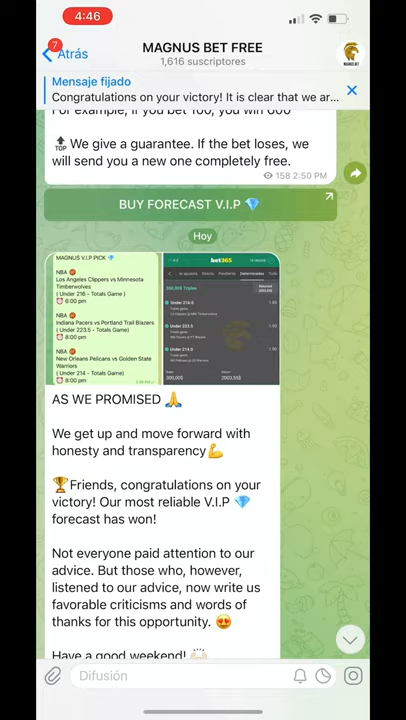 4:46
7
Atrás
MAGNUS BET FREE
1,616 suscriptores
MAGNUS BET
Mensaje fijado
Congratulations on your victory! It is clear that we ar...
For example, if you bet 100, you win 600
TOP We give a guarantee. If the bet loses, we
will send you a new one completely free.
158 2:50 PM
BUY FORECAST V.I.P
Hoy
MAGNUS V.I.P PICK
NBA
Los Angeles Clippers vs Minnesota
Timberwolves
( Under 216 - Totals Game )
6:00 pm
NBA
Indiana Pacers vs Portland Trail Blazers
( Under 223.5 - Totals Game)
8:00 pm
NBA
New Orleans Pelicans vs Golden State
Warriors
( Under 214 - Totals Game)
8:00 pm
bet365
Under 223.5
Under 214.0
AS WE PROMISED
We get up and move forward with
honesty and transparency
Friends, congratulations on your
victory! Our most reliable V.I.P
forecast has won!
Not everyone paid attention to our
advice. But those who, however,
listened to our advice, now write us
favorable criticisms and words of
thanks for this opportunity.
Have a good weekend!
Difusión